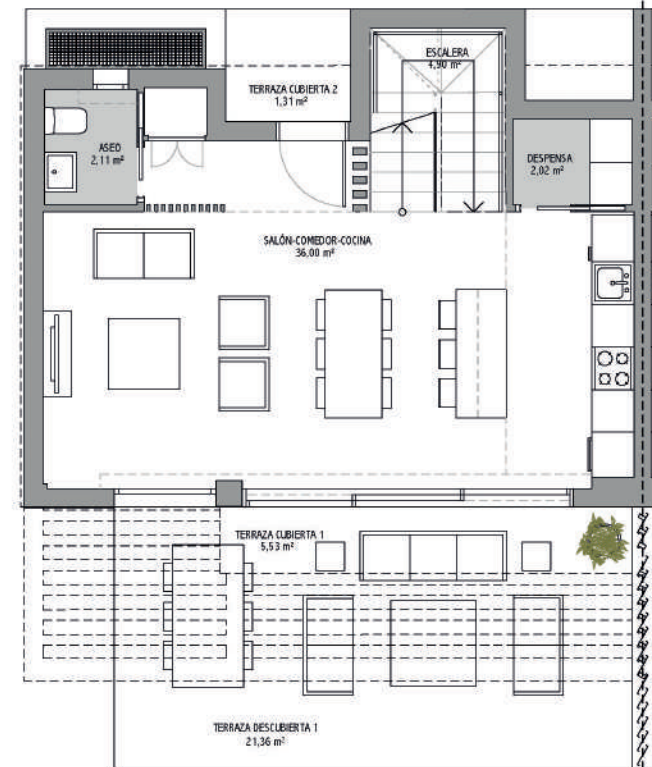 ESCALERA
4,90 m²
TERRAZA CUBIERTA 2
1,31 m²
ASEO
2,11 m²
DESPENSA
2,02 m²
SALÓN-COMEDOR-COCINA
36,00 m²
TERRAZA CUBIERTA 1
5,53 m²
TERRAZA DESCUBIERTA 1
21,36 m²